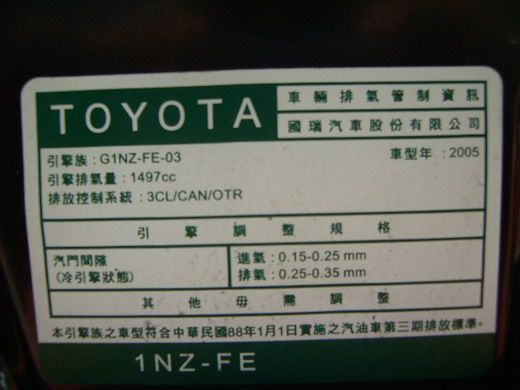 TOYOTA
車輛排氣管制資訊
國瑞汽車股份有限公司
引擎族：G1NZ-FE-03
車型年：2005
引擎排氣量：1497cc
排放控制系統：3CL/CAN/OTR
引擎調整規格
汽門間隙
(冷引擎狀態)
進氣：0.15-0.25 mm
排氣：0.25-0.35 mm
其他毋需調整
本引擎族之車型符合中華民國88年1月1日實施之汽油車第三期排放標準。
1NZ-FE